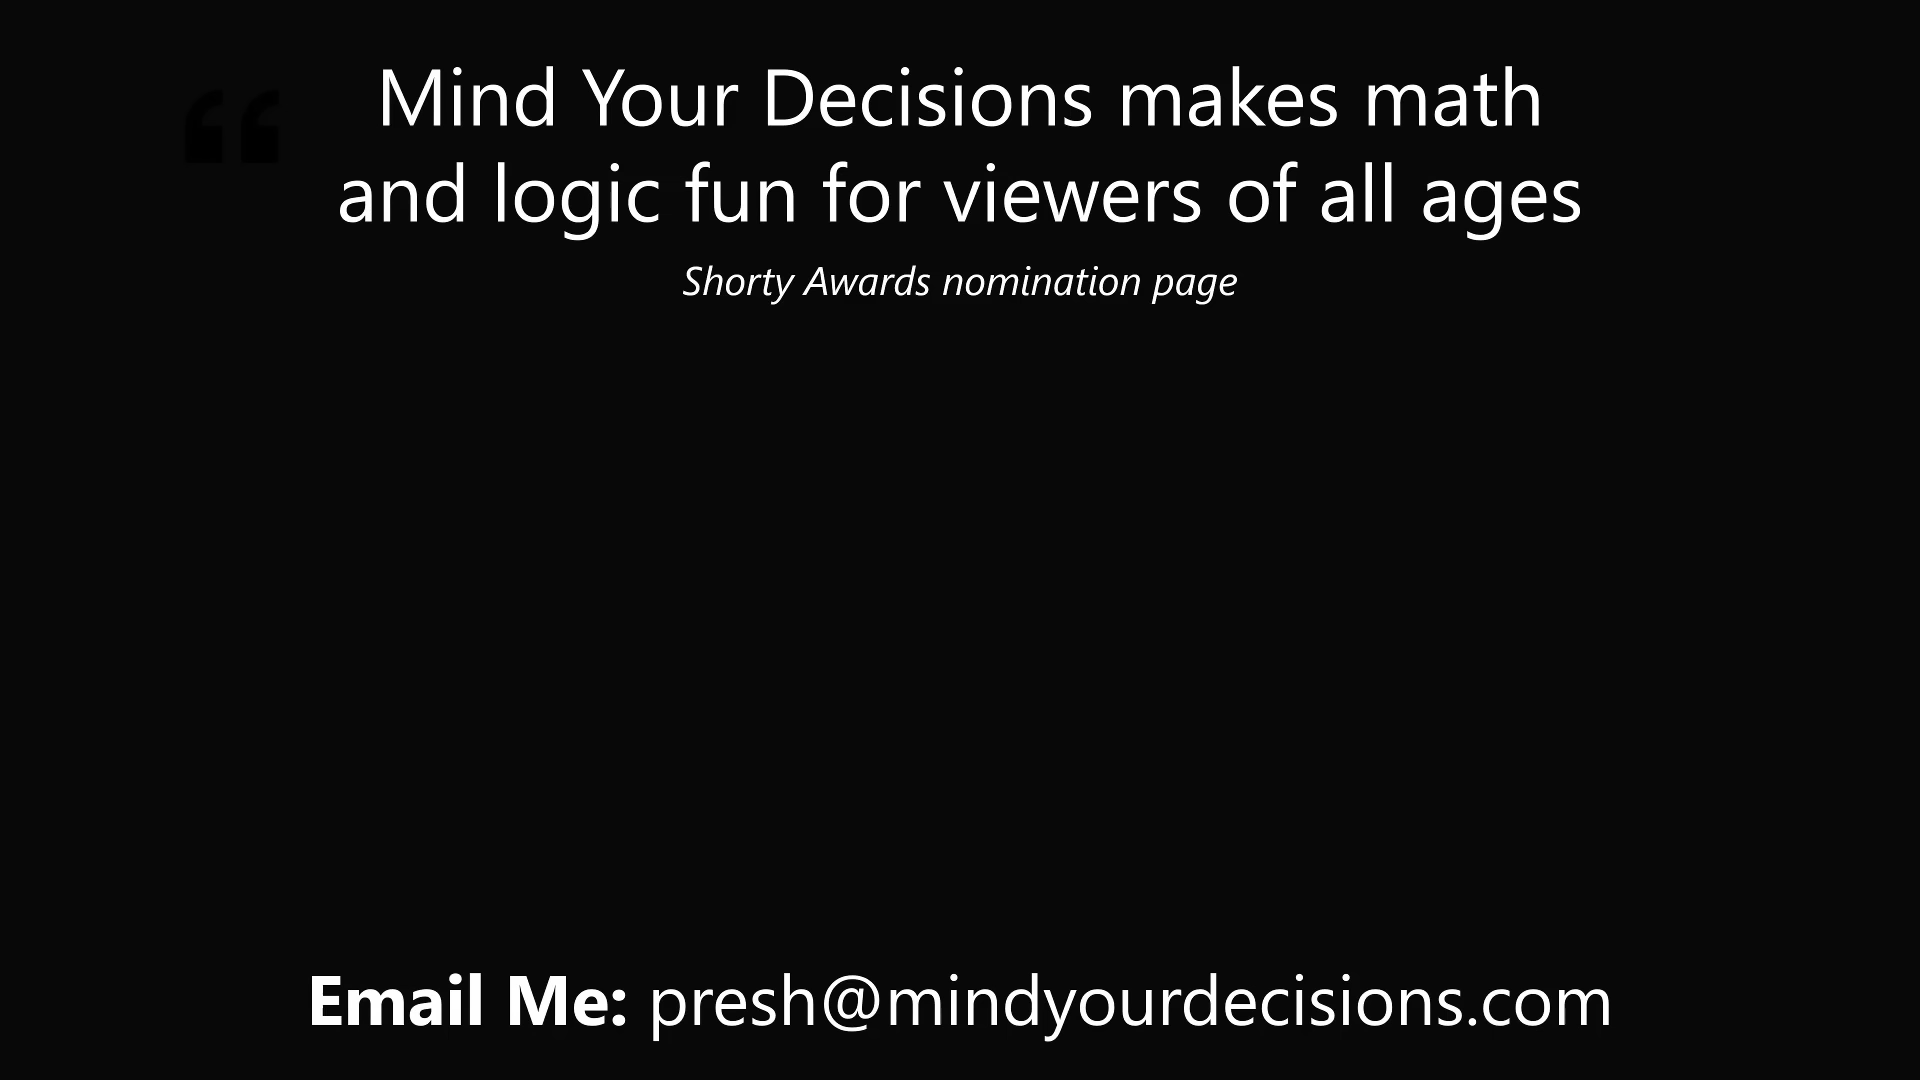 “ Mind Your Decisions makes math
and logic fun for viewers of all ages
Shorty Awards nomination page
Email Me: presh@mindyourdecisions.com